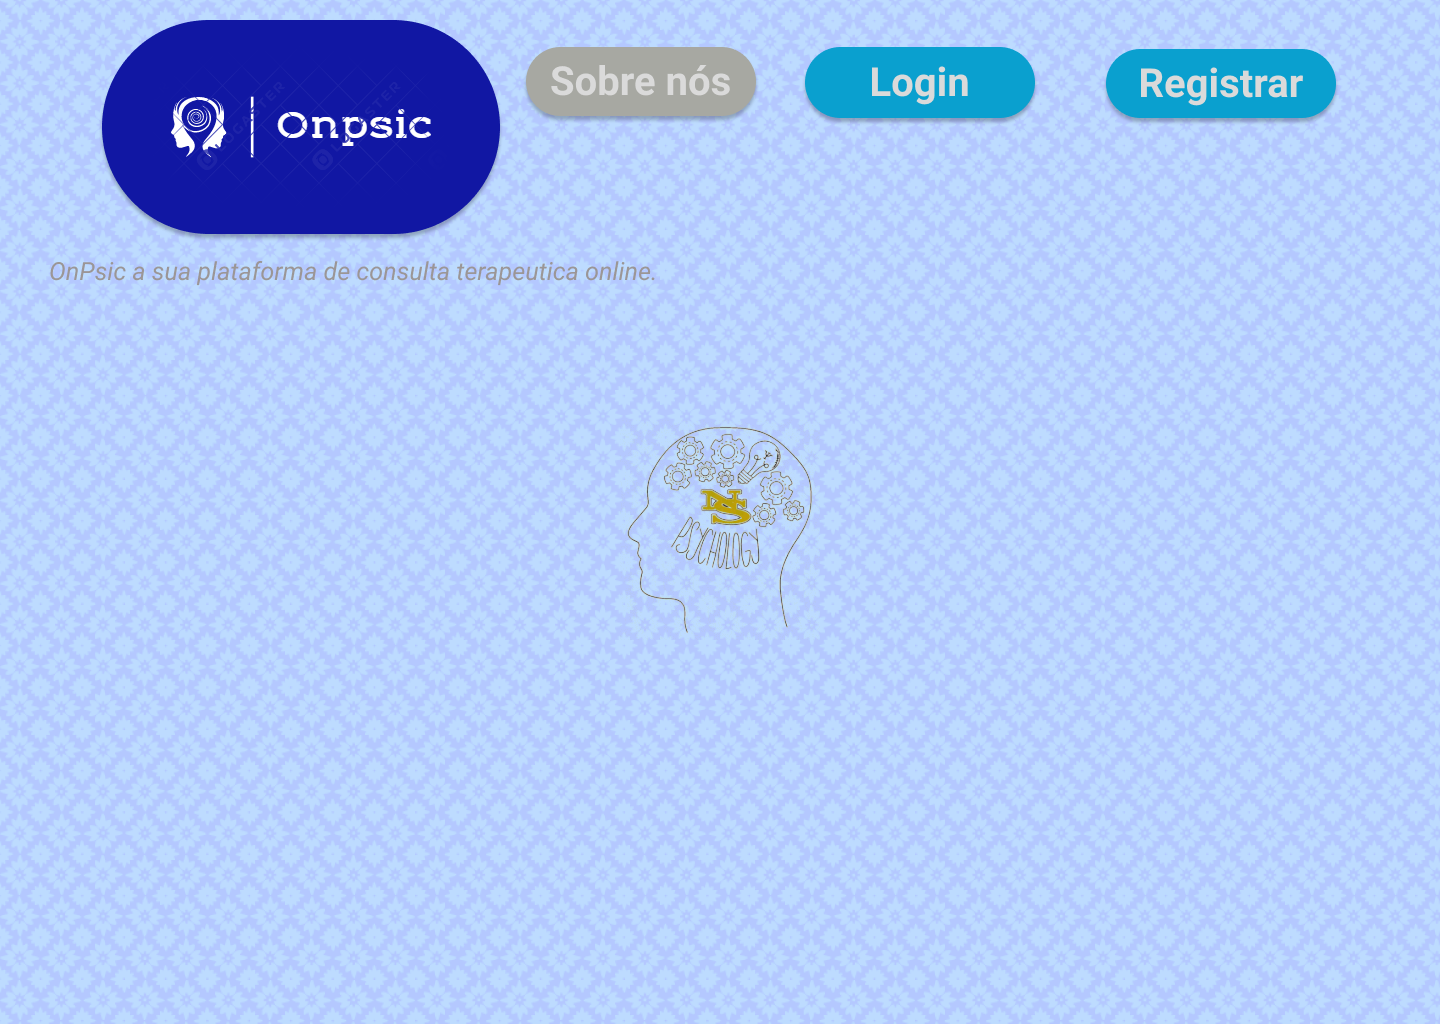 Onpsic
Sobre nós
Login
Registrar
OnPsic a sua plataforma de consulta terapeutica online.
NS
PSYCHOLOGY